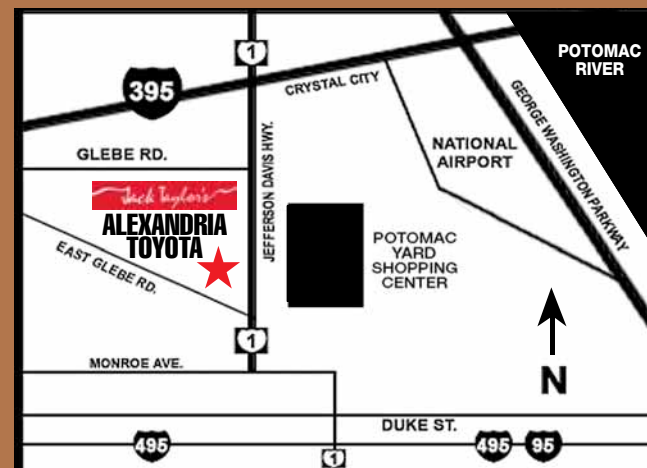 1
POTOMAC
RIVER
395
CRYSTAL CITY
GEORGE WASHINGTON PARKWAY
NATIONAL
AIRPORT
GLEBE RD.
JEFFERSON DAVIS HWY.
Jack Taylor's
ALEXANDRIA
TOYOTA
EAST GLEBE RD.
POTOMAC
YARD
SHOPPING
CENTER
1
MONROE AVE.
N
DUKE ST.
495
1
495
95